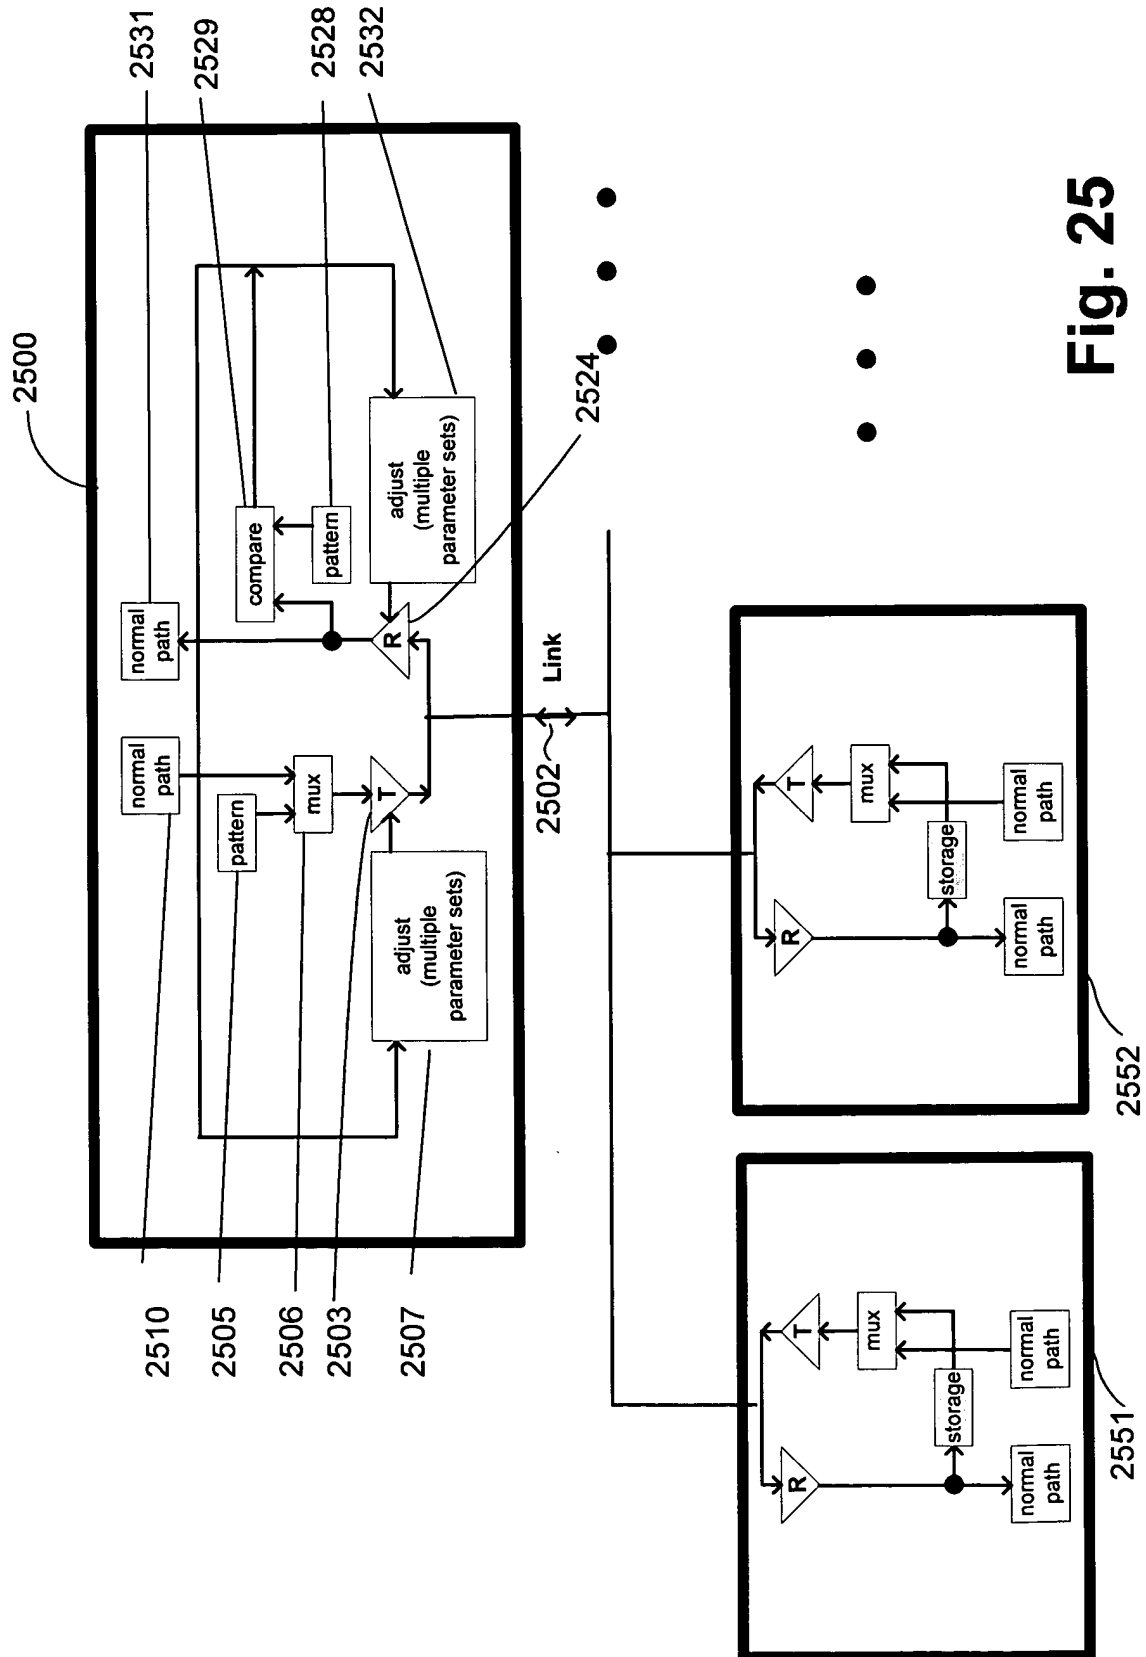 2500
2510
2505
2506
2503
2507
2531
2529
2528
2532
normal
path
normal
path
pattern
mux
T
adjust
(multiple
parameter sets)
compare
pattern
R
adjust
(multiple
parameter sets)
2524
2502
Link
R
T
mux
storage
normal
path
normal
path
2551
R
T
mux
storage
normal
path
normal
path
2552
Fig. 25